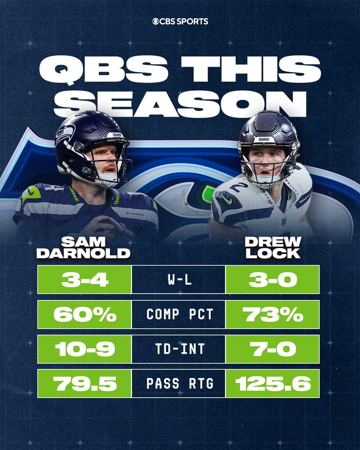 CBS SPORTS
QBS THIS
SEASON
SAM
DARNOLD
DREW
LOCK
3-4 W-L 3-0
60% COMP PCT 73%
10-9 TD-INT 7-0
79.5 PASS RTG 125.6
2